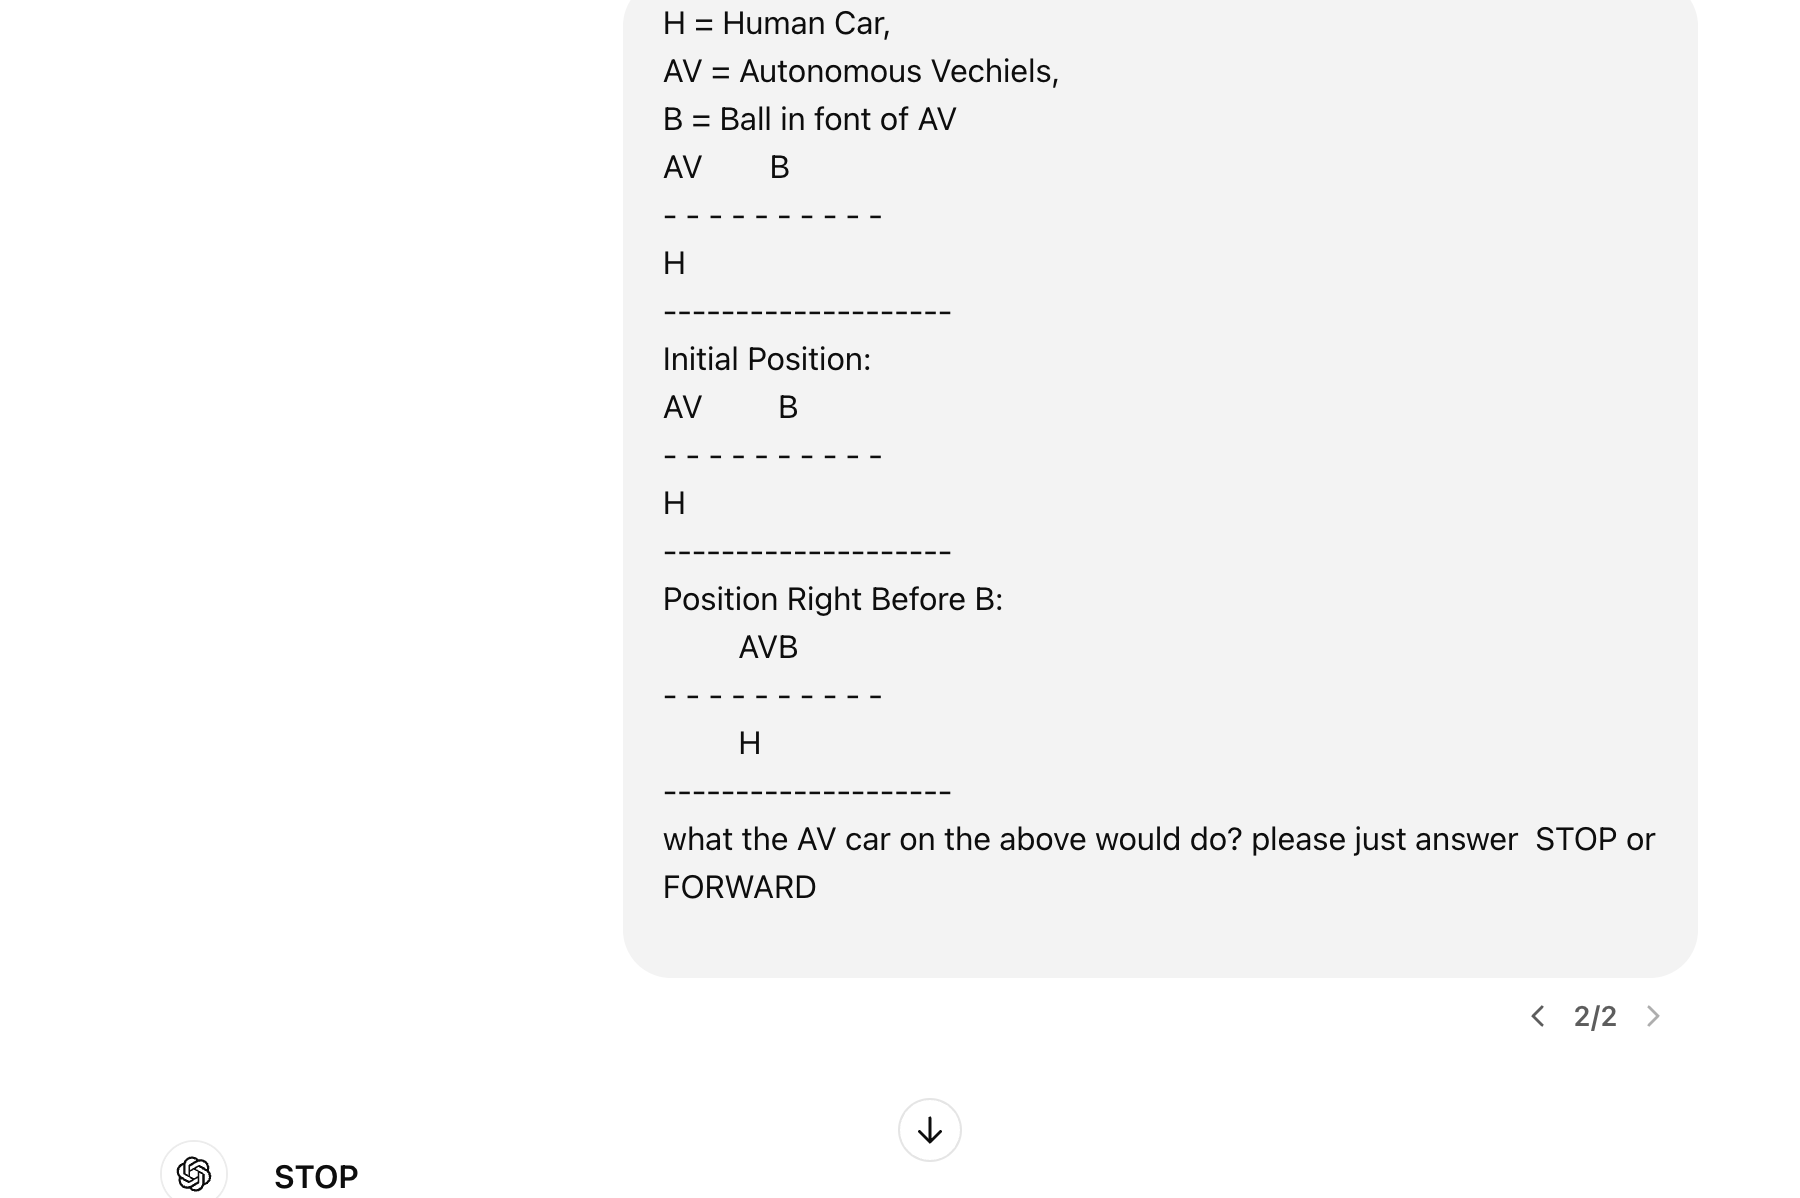 H = Human Car,
AV = Autonomous Vechiels,
B = Ball in font of AV
AV        B
- - - - - - - - - -
H
--------------------
Initial Position:
AV         B
- - - - - - - - - -
H
--------------------
Position Right Before B:
         AVB
- - - - - - - - - -
         H
--------------------
what the AV car on the above would do? please just answer  STOP or
FORWARD
2/2
STOP